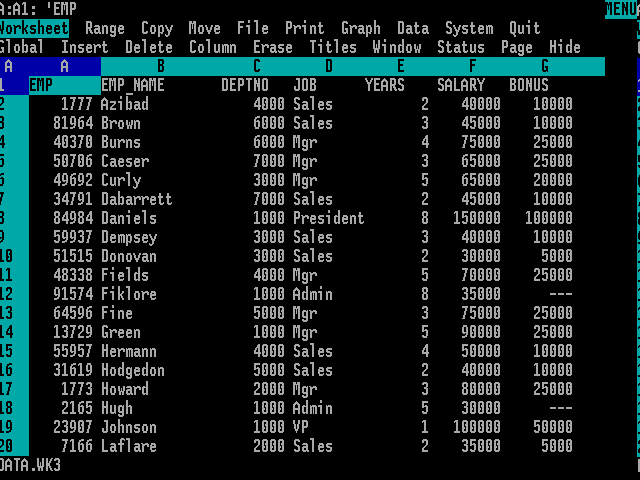 A:A1: 'EMP MENU
Worksheet Range Copy Move File Print Graph Data System Quit
Global Insert Delete Column Erase Titles Window Status Page Hide
A A B C D E F G
1 EMP EMP_NAME DEPTNO JOB YEARS SALARY BONUS
2 1777 Azibad 4000 Sales 2 40000 10000
3 81964 Brown 6000 Sales 3 45000 10000
4 40370 Burns 6000 Mgr 4 75000 25000
5 50706 Caeser 7000 Mgr 3 65000 25000
6 49692 Curly 3000 Mgr 5 65000 20000
7 34791 Dabarrett 7000 Sales 2 45000 10000
8 84984 Daniels 1000 President 8 150000 100000
9 59937 Dempsey 3000 Sales 3 40000 10000
10 51515 Donovan 3000 Sales 2 30000 5000
11 48338 Fields 4000 Mgr 5 70000 25000
12 91574 Fiklore 1000 Admin 8 35000 ---
13 64596 Fine 5000 Mgr 3 75000 25000
14 13729 Green 1000 Mgr 5 90000 25000
15 55957 Hermann 4000 Sales 4 50000 10000
16 31619 Hodgedon 5000 Sales 2 40000 10000
17 1773 Howard 2000 Mgr 3 80000 25000
18 2165 Hugh 1000 Admin 5 30000 ---
19 23907 Johnson 1000 VP 1 100000 50000
20 7166 Laflare 2000 Sales 2 35000 5000
DATA.WK3